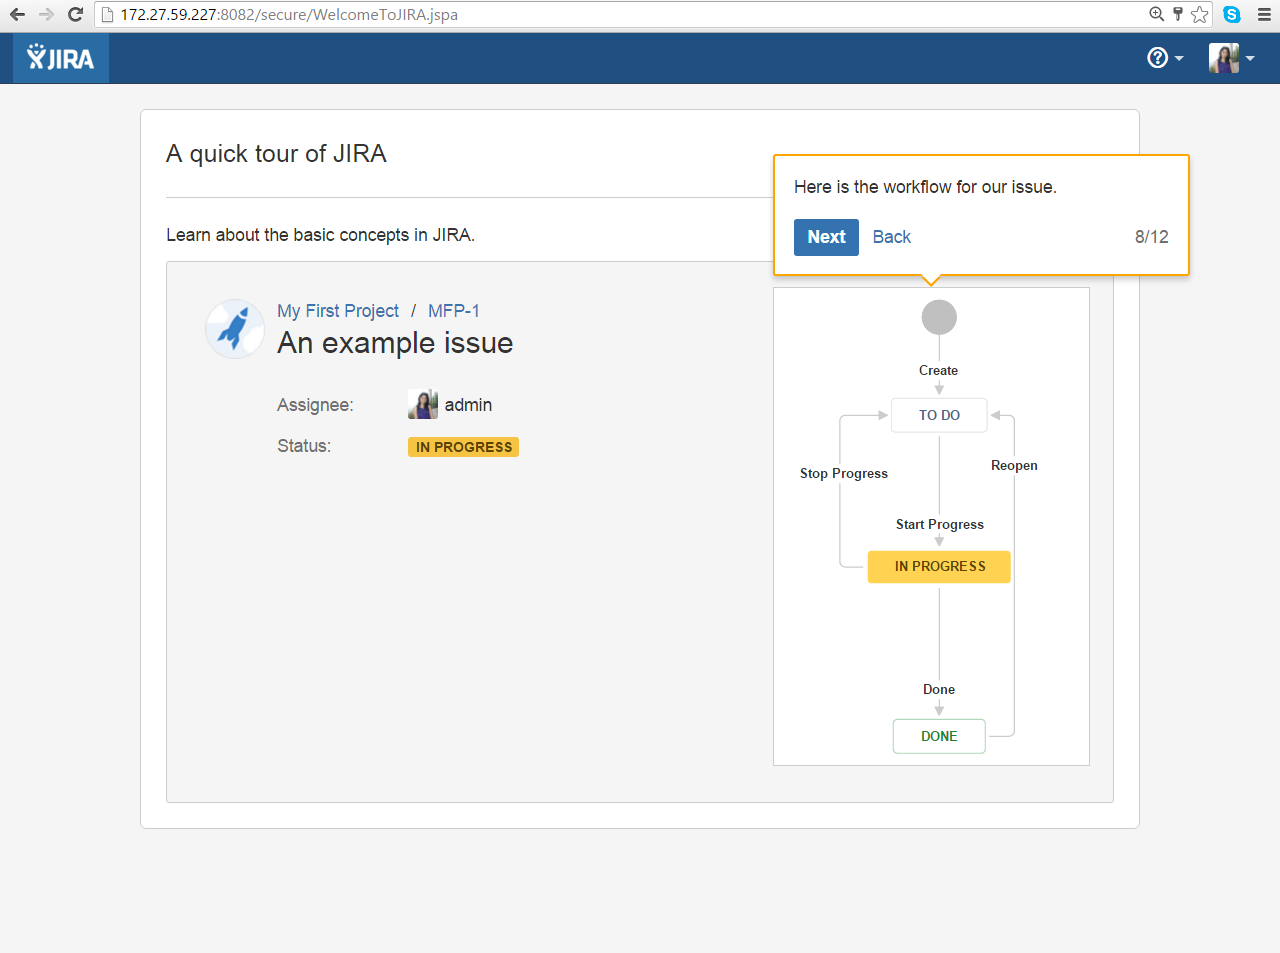 172.27.59.227:8082/secure/WelcomeToJIRA.jspa
JIRA
A quick tour of JIRA
Here is the workflow for our issue.
Next Back 8/12
Learn about the basic concepts in JIRA.
My First Project / MFP-1
An example issue
Assignee: admin
Status: IN PROGRESS
Create
TO DO
Stop Progress
Reopen
Start Progress
IN PROGRESS
Done
DONE